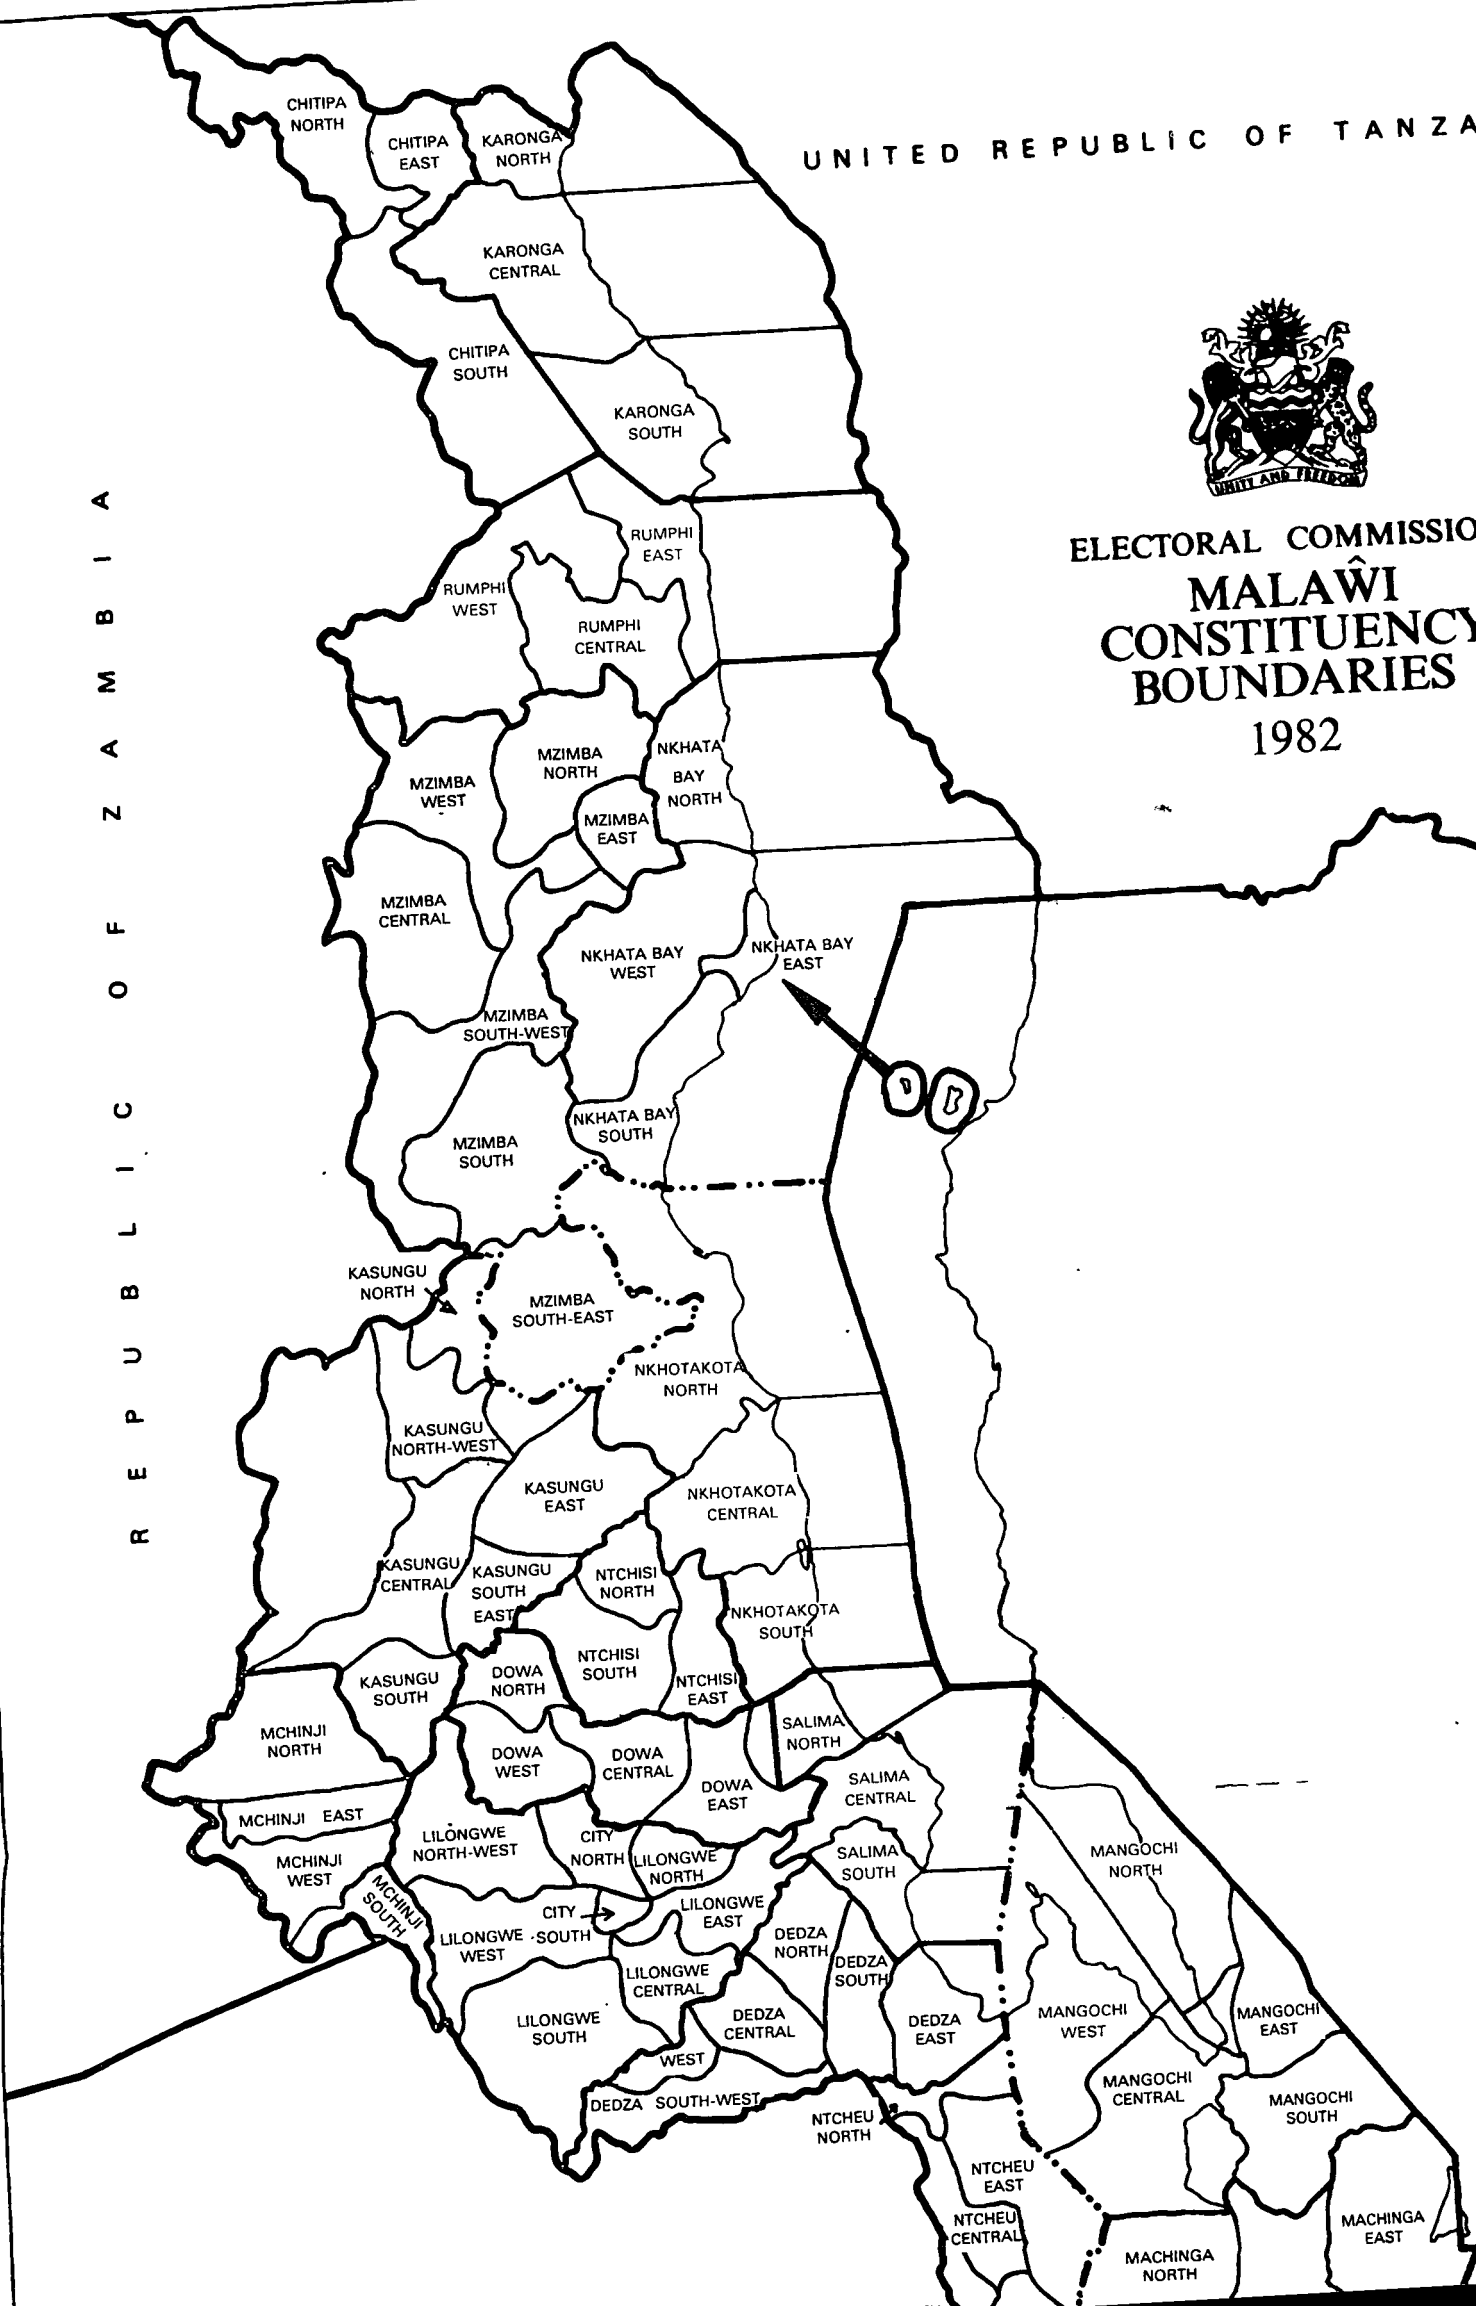 UNITED REPUBLIC OF TANZA
REPUBLIC OF ZAMBIA
UNITY AND FREEDOM
ELECTORAL COMMISSIO
MALAŴI
CONSTITUENCY
BOUNDARIES
1982
CHITIPA
NORTH
CHITIPA
EAST
KARONGA
NORTH
KARONGA
CENTRAL
CHITIPA
SOUTH
KARONGA
SOUTH
RUMPHI
EAST
RUMPHI
WEST
RUMPHI
CENTRAL
MZIMBA
NORTH
NKHATA
BAY
NORTH
MZIMBA
WEST
MZIMBA
EAST
MZIMBA
CENTRAL
NKHATA BAY
WEST
NKHATA BAY
EAST
MZIMBA
SOUTH-WEST
NKHATA BAY
SOUTH
MZIMBA
SOUTH
KASUNGU
NORTH
MZIMBA
SOUTH-EAST
NKHOTAKOTA
NORTH
KASUNGU
NORTH-WEST
KASUNGU
EAST
NKHOTAKOTA
CENTRAL
KASUNGU
CENTRAL
KASUNGU
SOUTH
EAST
NTCHISI
NORTH
NKHOTAKOTA
SOUTH
NTCHISI
SOUTH
NTCHISI
EAST
DOWA
NORTH
KASUNGU
SOUTH
MCHINJI
NORTH
SALIMA
NORTH
DOWA
WEST
DOWA
CENTRAL
DOWA
EAST
SALIMA
CENTRAL
MCHINJI EAST
LILONGWE
NORTH-WEST
CITY
NORTH
LILONGWE
NORTH
SALIMA
SOUTH
MANGOCHI
NORTH
MCHINJI
WEST
MCHINJI
SOUTH
CITY
SOUTH
LILONGWE
EAST
LILONGWE
WEST
DEDZA
NORTH
DEDZA
SOUTH
LILONGWE
CENTRAL
LILONGWE
SOUTH
DEDZA
CENTRAL
DEDZA
EAST
MANGOCHI
WEST
MANGOCHI
EAST
WEST
DEDZA SOUTH-WEST
MANGOCHI
CENTRAL
MANGOCHI
SOUTH
NTCHEU
NORTH
NTCHEU
EAST
NTCHEU
CENTRAL
MACHINGA
EAST
MACHINGA
NORTH